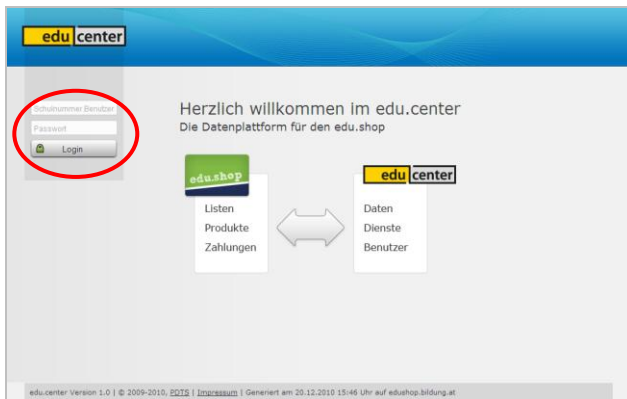 edu center
Schulnummer.Benutzer
Passwort
Login
Herzlich willkommen im edu.center
Die Datenplattform für den edu.shop
edu.shop
Listen
Produkte
Zahlungen
edu center
Daten
Dienste
Benutzer
edu.center Version 1.0 | © 2009-2010, PDTS | Impressum | Generiert am 20.12.2010 15:46 Uhr auf edushop.bildung.at